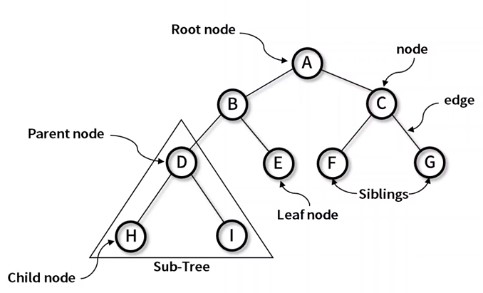 Root node
A
node
B
C
edge
Parent node
D
E
F
G
Siblings
Leaf node
H
I
Sub-Tree
Child node